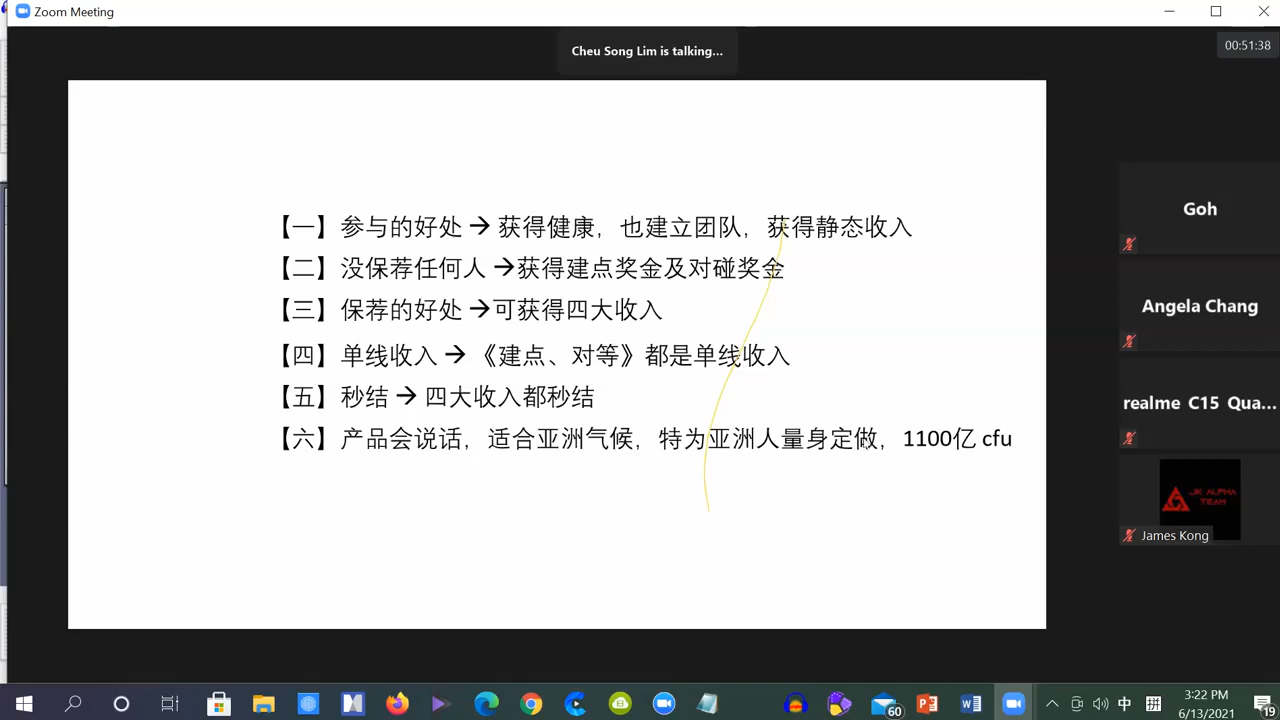 Zoom Meeting
Cheu Song Lim is talking...
00:51:38
【一】参与的好处 → 获得健康，也建立团队，获得静态收入
【二】没保荐任何人 →获得建点奖金及对碰奖金
【三】保荐的好处 →可获得四大收入
【四】单线收入 → 《建点、对等》都是单线收入
【五】秒结 → 四大收入都秒结
【六】产品会说话，适合亚洲气候，特为亚洲人量身定做，1100亿 cfu
Goh
Angela Chang
realme C15 Qua...
JK ALPHA
TEAM
James Kong
60
中
拼
3:22 PM
6/13/2021
19